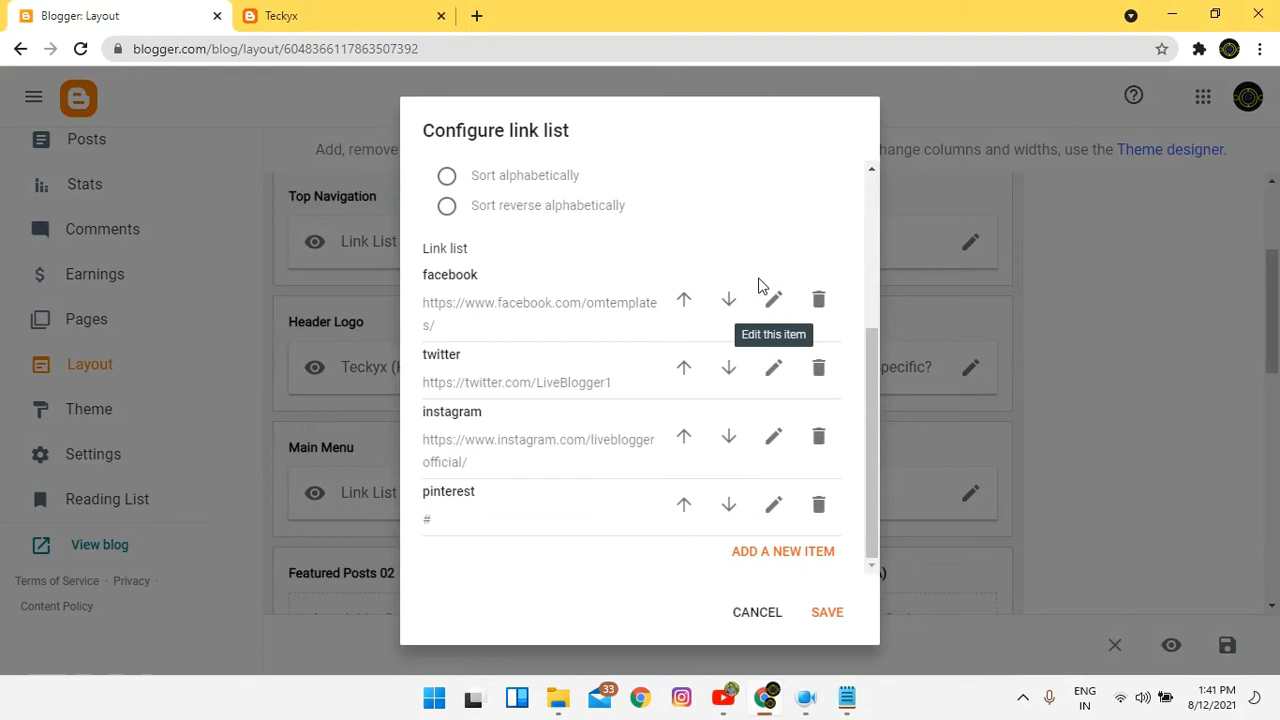 Blogger: Layout
Teckyx
blogger.com/blog/layout/6048366117863507392
Posts
Stats
Comments
Earnings
Pages
Layout
Theme
Settings
Reading List
View blog
Terms of Service · Privacy ·
Content Policy
Add, remove
hange columns and widths, use the Theme designer.
Top Navigation
Link List
Header Logo
Teckyx (
specific?
Main Menu
Link List
Featured Posts 02
Configure link list
Sort alphabetically
Sort reverse alphabetically
Link list
facebook
https://www.facebook.com/omtemplate
s/
Edit this item
twitter
https://twitter.com/LiveBlogger1
instagram
https://www.instagram.com/liveblogger
official/
pinterest
#
ADD A NEW ITEM
CANCEL
SAVE
33
ENG
IN
1:41 PM
8/12/2021